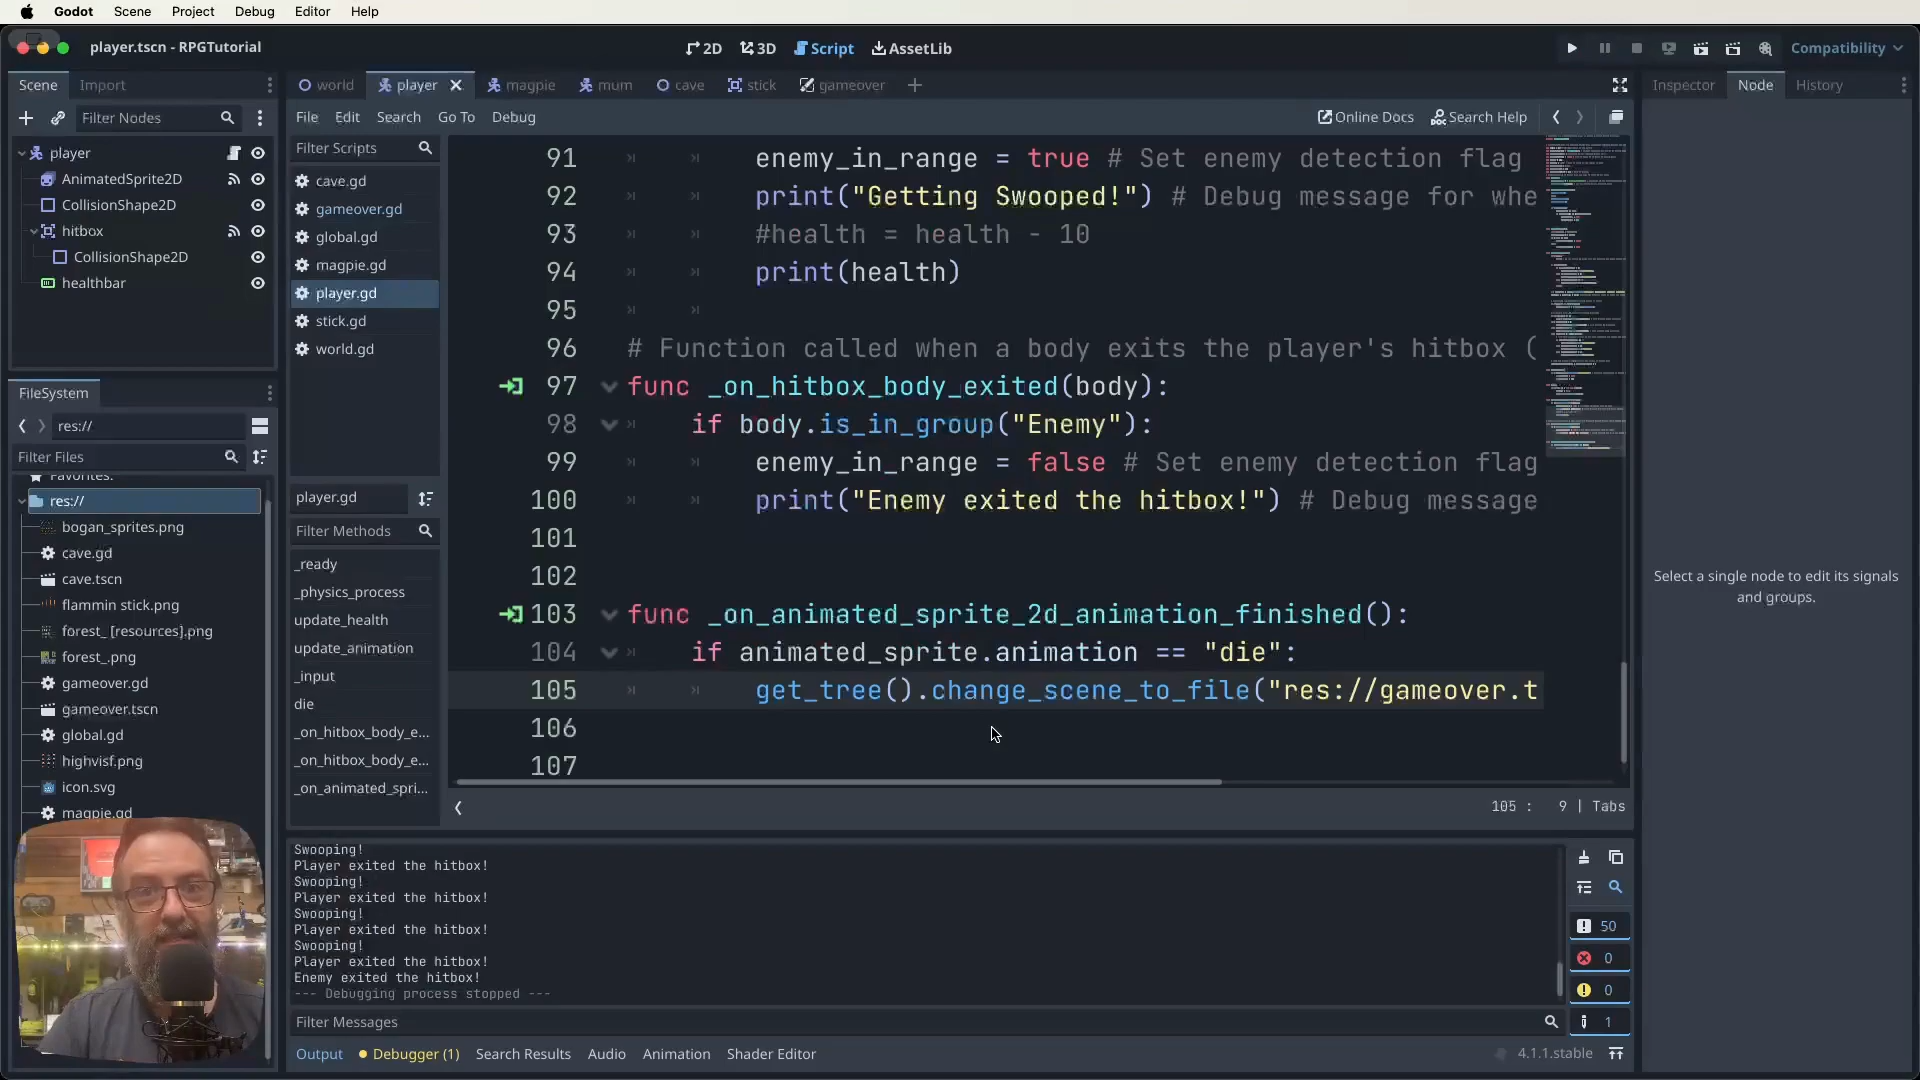 Godot Scene Project Debug Editor Help
player.tscn - RPGTutorial
2D 3D Script AssetLib
Compatibility
Scene Import
world player magpie mum cave stick gameover
Inspector Node History
Filter Nodes
File Edit Search Go To Debug
Online Docs Search Help
player
AnimatedSprite2D
CollisionShape2D
hitbox
CollisionShape2D
healthbar
FileSystem
res://
Filter Files
Favorites:
res://
bogan_sprites.png
cave.gd
cave.tscn
flammin stick.png
forest_ [resources].png
forest_.png
gameover.gd
gameover.tscn
global.gd
highvisf.png
icon.svg
magpie.gd
Filter Scripts
cave.gd
gameover.gd
global.gd
magpie.gd
player.gd
stick.gd
world.gd
player.gd
Filter Methods
_ready
_physics_process
update_health
update_animation
_input
die
_on_hitbox_body_e...
_on_hitbox_body_e...
_on_animated_spri...
91 enemy_in_range = true # Set enemy detection flag
92 print("Getting Swooped!") # Debug message for whe
93 #health = health - 10
94 print(health)
95
96 # Function called when a body exits the player's hitbox (
97 func _on_hitbox_body_exited(body):
98 if body.is_in_group("Enemy"):
99 enemy_in_range = false # Set enemy detection flag
100 print("Enemy exited the hitbox!") # Debug message
101
102
103 func _on_animated_sprite_2d_animation_finished():
104 if animated_sprite.animation == "die":
105 get_tree().change_scene_to_file("res://gameover.t
106
107
105 : 9 | Tabs
Select a single node to edit its signals
and groups.
Swooping!
Player exited the hitbox!
Swooping!
Player exited the hitbox!
Swooping!
Player exited the hitbox!
Swooping!
Player exited the hitbox!
Enemy exited the hitbox!
--- Debugging process stopped ---
50
0
0
1
Filter Messages
Output Debugger (1) Search Results Audio Animation Shader Editor
4.1.1.stable